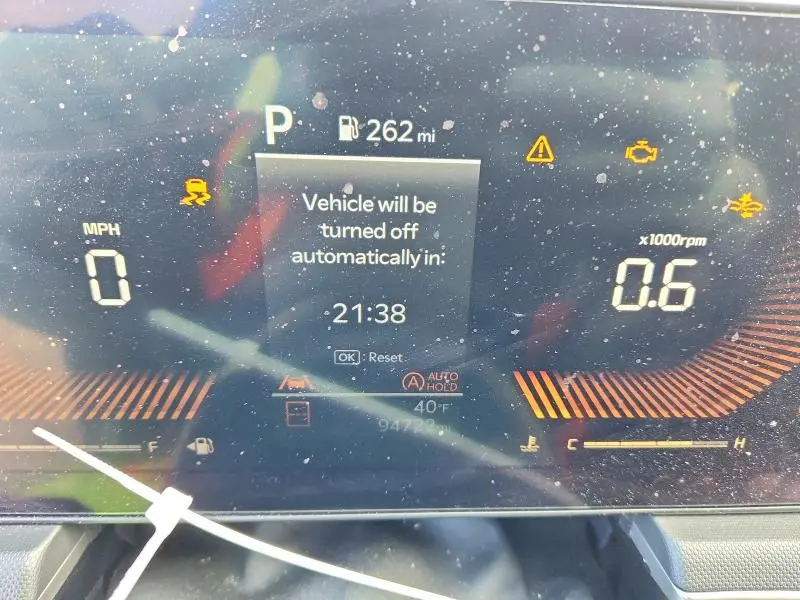 P 262 mi
Vehicle will be
turned off
automatically in:
MPH
0
x1000rpm
0.6
21:38
OK : Reset
A AUTO HOLD
40°F
F
C H